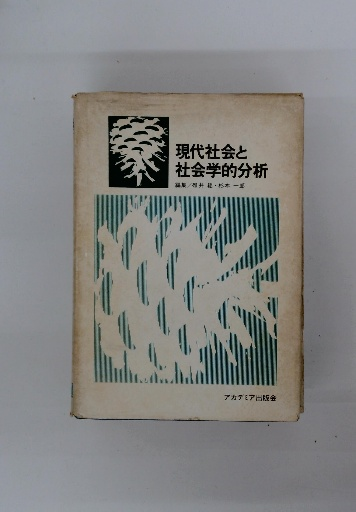 現代社会と
社会学的分析
編集/
アカデミア出版会